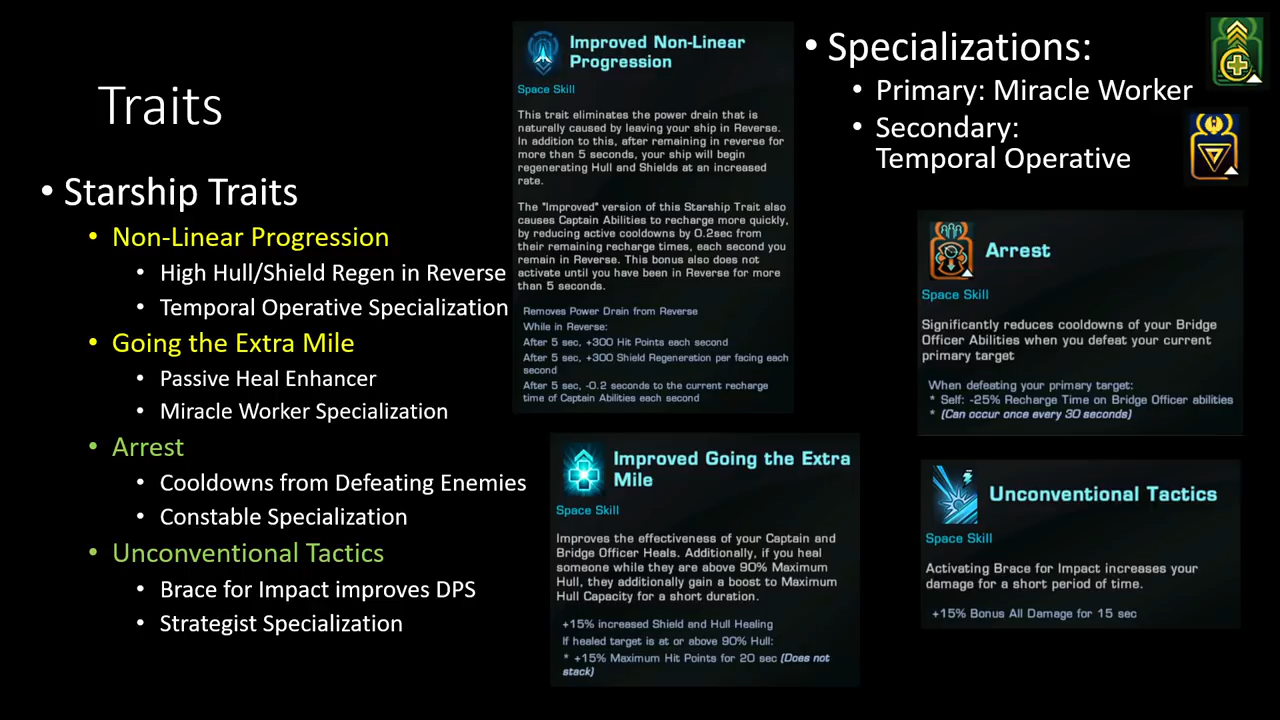 Traits
• Starship Traits
• Non-Linear Progression
• High Hull/Shield Regen in Reverse
• Temporal Operative Specialization
• Going the Extra Mile
• Passive Heal Enhancer
• Miracle Worker Specialization
• Arrest
• Cooldowns from Defeating Enemies
• Constable Specialization
• Unconventional Tactics
• Brace for Impact improves DPS
• Strategist Specialization
Improved Non-Linear
Progression
Space Skill
This trait eliminates the power drain that is
naturally caused by leaving your ship in Reverse.
In addition to this, after remaining in reverse for
more than 5 seconds, your ship will begin
regenerating Hull and Shields at an increased
rate.
The "Improved" version of this Starship Trait also
causes Captain Abilities to recharge more quickly,
by reducing active cooldowns by 0.2sec from
their remaining recharge times, each second you
remain in Reverse. This bonus also does not
activate until you have been in Reverse for more
than 5 seconds.
Removes Power Drain from Reverse
While in Reverse:
After 5 sec, +300 Hit Points each second
After 5 sec, +300 Shield Regeneration per facing each
second
After 5 sec, -0.2 seconds to the current recharge
time of Captain Abilities each second
Improved Going the Extra
Mile
Space Skill
Improves the effectiveness of your Captain and
Bridge Officer Heals. Additionally, if you heal
someone while they are above 90% Maximum
Hull, they additionally gain a boost to Maximum
Hull Capacity for a short duration.
+15% increased Shield and Hull Healing
If healed target is at or above 90% Hull:
* +15% Maximum Hit Points for 20 sec (Does not
stack)
• Specializations:
• Primary: Miracle Worker
• Secondary:
Temporal Operative
Arrest
Space Skill
Significantly reduces cooldowns of your Bridge
Officer Abilities when you defeat your current
primary target
When defeating your primary target:
* Self: -25% Recharge Time on Bridge Officer abilities
* (Can occur once every 30 seconds)
Unconventional Tactics
Space Skill
Activating Brace for Impact increases your
damage for a short period of time.
+15% Bonus All Damage for 15 sec